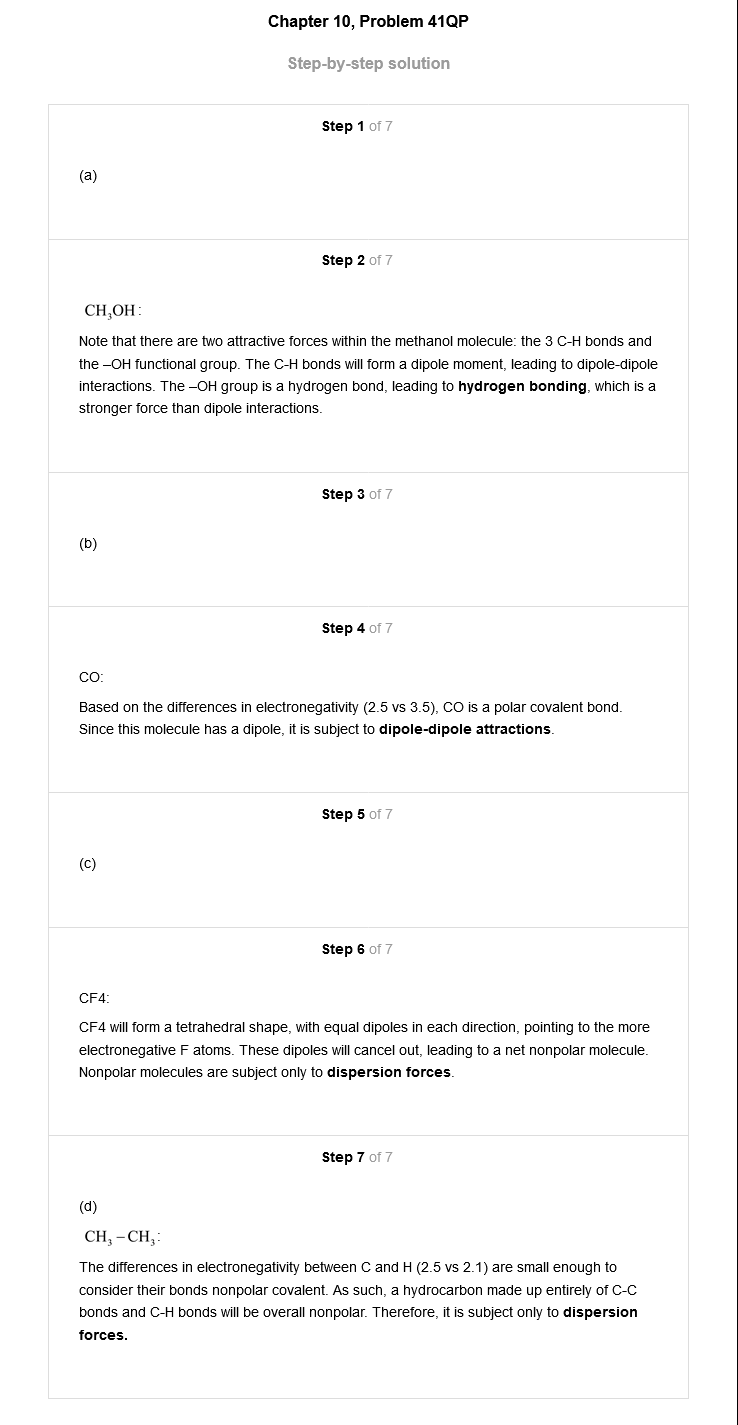 Chapter 10, Problem 41QP
Step-by-step solution
Step 1 of 7
(a)
Step 2 of 7
CH₃OH:
Note that there are two attractive forces within the methanol molecule: the 3 C-H bonds and
the –OH functional group. The C-H bonds will form a dipole moment, leading to dipole-dipole
interactions. The –OH group is a hydrogen bond, leading to hydrogen bonding, which is a
stronger force than dipole interactions.
Step 3 of 7
(b)
Step 4 of 7
CO:
Based on the differences in electronegativity (2.5 vs 3.5), CO is a polar covalent bond.
Since this molecule has a dipole, it is subject to dipole-dipole attractions.
Step 5 of 7
(c)
Step 6 of 7
CF4:
CF4 will form a tetrahedral shape, with equal dipoles in each direction, pointing to the more
electronegative F atoms. These dipoles will cancel out, leading to a net nonpolar molecule.
Nonpolar molecules are subject only to dispersion forces.
Step 7 of 7
(d)
CH₃ – CH₃:
The differences in electronegativity between C and H (2.5 vs 2.1) are small enough to
consider their bonds nonpolar covalent. As such, a hydrocarbon made up entirely of C-C
bonds and C-H bonds will be overall nonpolar. Therefore, it is subject only to dispersion
forces.